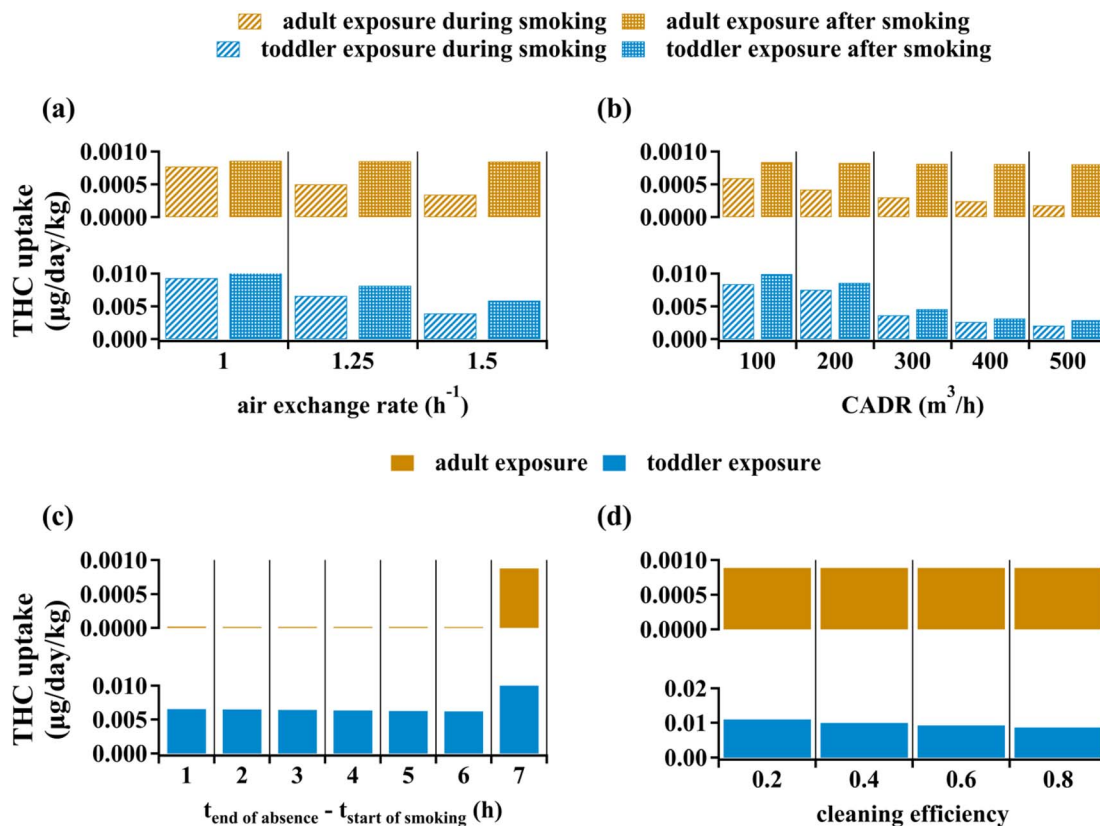 adult exposure during smoking adult exposure after smoking
toddler exposure during smoking toddler exposure after smoking
(a)
0.0010
0.0005
0.0000
0.010
0.005
0.000
THC uptake
(µg/day/kg)
1 1.25 1.5
air exchange rate (h⁻¹)
(b)
0.0010
0.0005
0.0000
0.010
0.005
0.000
100 200 300 400 500
CADR (m³/h)
adult exposure toddler exposure
(c)
0.0010
0.0005
0.0000
0.010
0.005
0.000
THC uptake
(µg/day/kg)
1 2 3 4 5 6 7
t end of absence - t start of smoking (h)
(d)
0.0010
0.0005
0.0000
0.02
0.01
0.00
0.2 0.4 0.6 0.8
cleaning efficiency